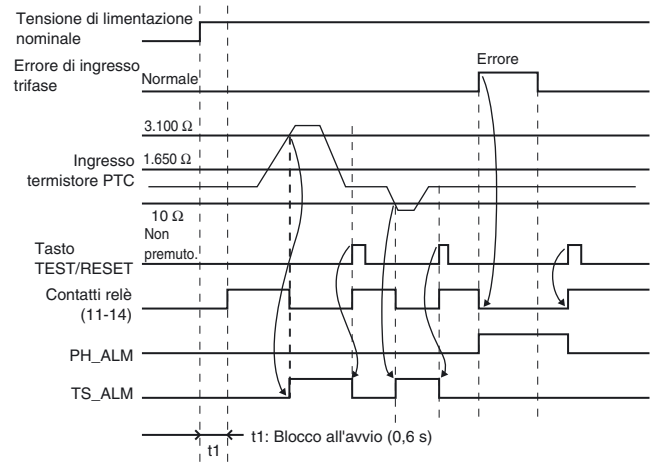 Tensione di limentazione
nominale
Errore di ingresso
trifase
Normale
Errore
3.100 Ω
Ingresso
termistore PTC
1.650 Ω
10 Ω
Non
premuto.
Tasto
TEST/RESET
Contatti relè
(11-14)
PH_ALM
TS_ALM
t1
t1: Blocco all'avvio (0,6 s)